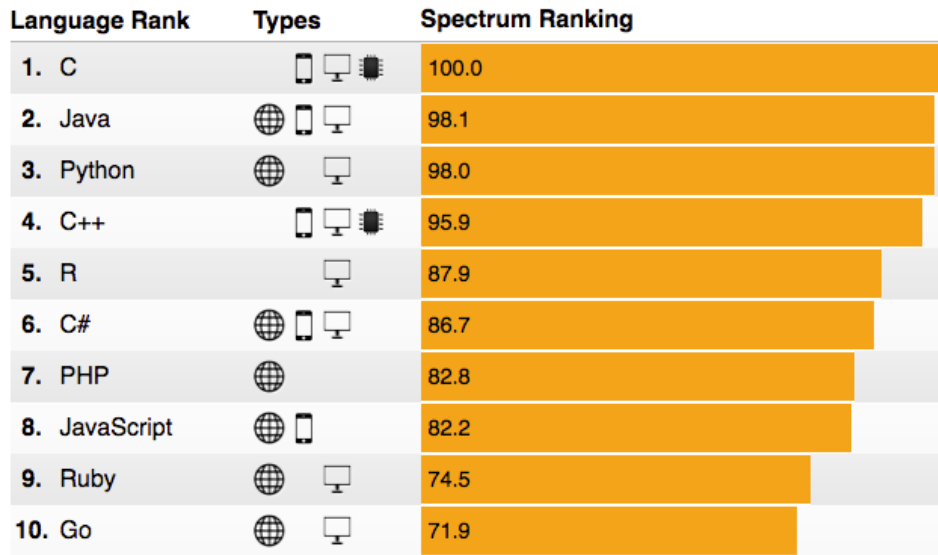 Language Rank Types Spectrum Ranking
1. C 100.0
2. Java 98.1
3. Python 98.0
4. C++ 95.9
5. R 87.9
6. C# 86.7
7. PHP 82.8
8. JavaScript 82.2
9. Ruby 74.5
10. Go 71.9